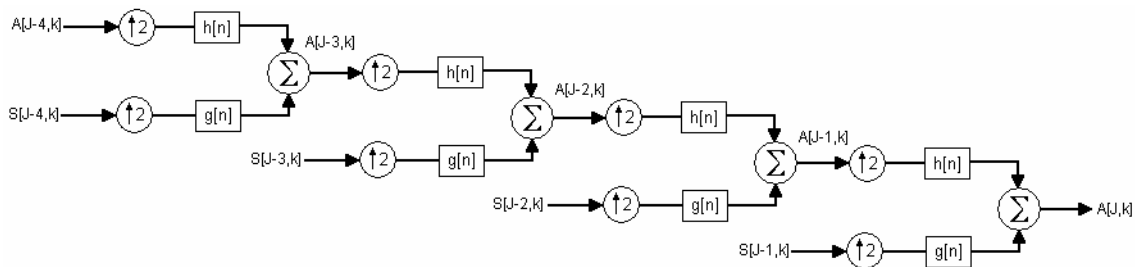 A[J-4,k]
↑2
h[n]
A[J-3,k]
Σ
↑2
h[n]
S[J-4,k]
↑2
g[n]
A[J-2,k]
Σ
↑2
h[n]
S[J-3,k]
↑2
g[n]
A[J-1,k]
Σ
↑2
h[n]
S[J-2,k]
↑2
g[n]
Σ
A[J,k]
S[J-1,k]
↑2
g[n]